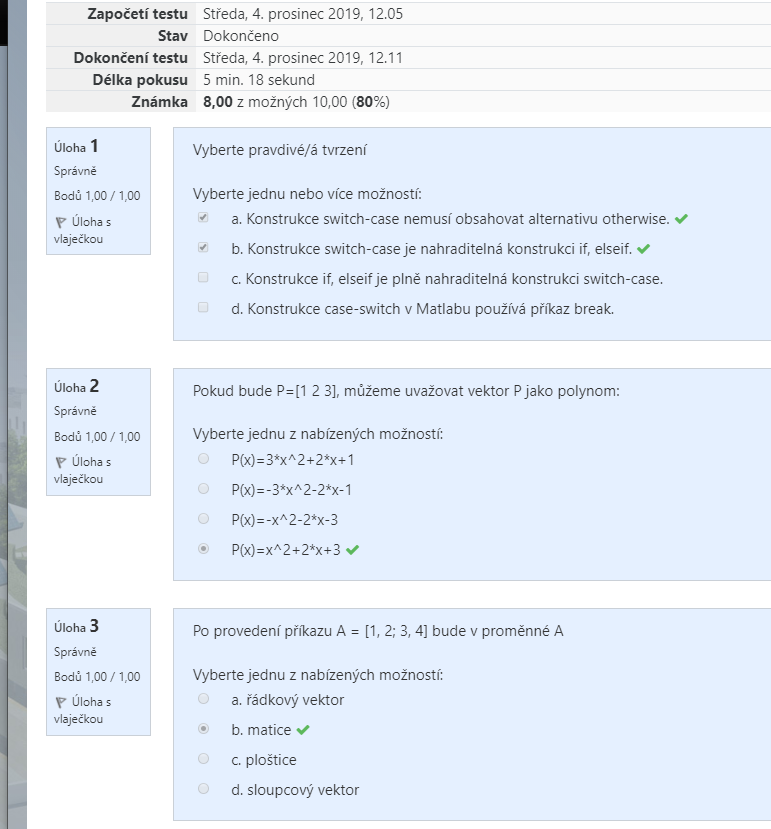 Započetí testu Středa, 4. prosinec 2019, 12.05
Stav Dokončeno
Dokončení testu Středa, 4. prosinec 2019, 12.11
Délka pokusu 5 min. 18 sekund
Známka 8,00 z možných 10,00 (80%)
Úloha 1
Správně
Bodů 1,00 / 1,00
Úloha s
vlaječkou
Vyberte pravdivé/á tvrzení
Vyberte jednu nebo více možností:
a. Konstrukce switch-case nemusí obsahovat alternativu otherwise.
b. Konstrukce switch-case je nahraditelná konstrukci if, elseif.
c. Konstrukce if, elseif je plně nahraditelná konstrukci switch-case.
d. Konstrukce case-switch v Matlabu používá příkaz break.
Úloha 2
Správně
Bodů 1,00 / 1,00
Úloha s
vlaječkou
Pokud bude P=[1 2 3], můžeme uvažovat vektor P jako polynom:
Vyberte jednu z nabízených možností:
P(x)=3*x^2+2*x+1
P(x)=-3*x^2-2*x-1
P(x)=-x^2-2*x-3
P(x)=x^2+2*x+3
Úloha 3
Správně
Bodů 1,00 / 1,00
Úloha s
vlaječkou
Po provedení příkazu A = [1, 2; 3, 4] bude v proměnné A
Vyberte jednu z nabízených možností:
a. řádkový vektor
b. matice
c. ploštice
d. sloupcový vektor